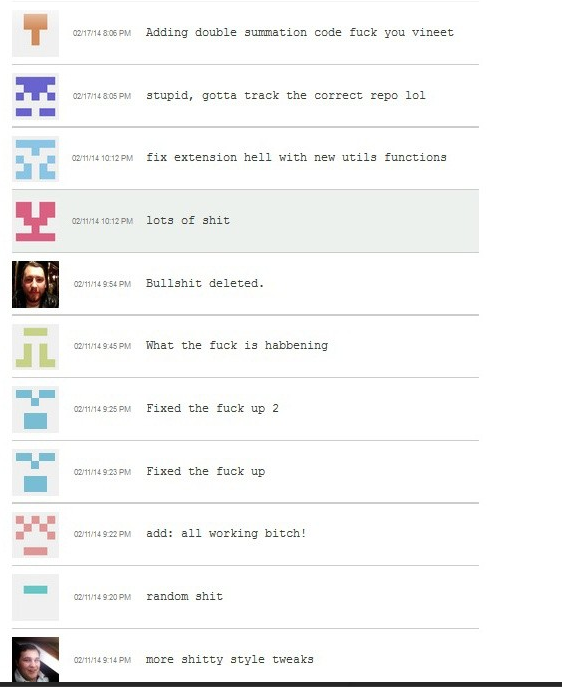 02/17/14 8:06 PM Adding double summation code fuck you vineet
02/17/14 8:05 PM stupid, gotta track the correct repo lol
02/11/14 10:12 PM fix extension hell with new utils functions
02/11/14 10:12 PM lots of shit
02/11/14 9:54 PM Bullshit deleted.
02/11/14 9:45 PM What the fuck is habbening
02/11/14 9:25 PM Fixed the fuck up 2
02/11/14 9:23 PM Fixed the fuck up
02/11/14 9:22 PM add: all working bitch!
02/11/14 9:20 PM random shit
02/11/14 9:14 PM more shitty style tweaks